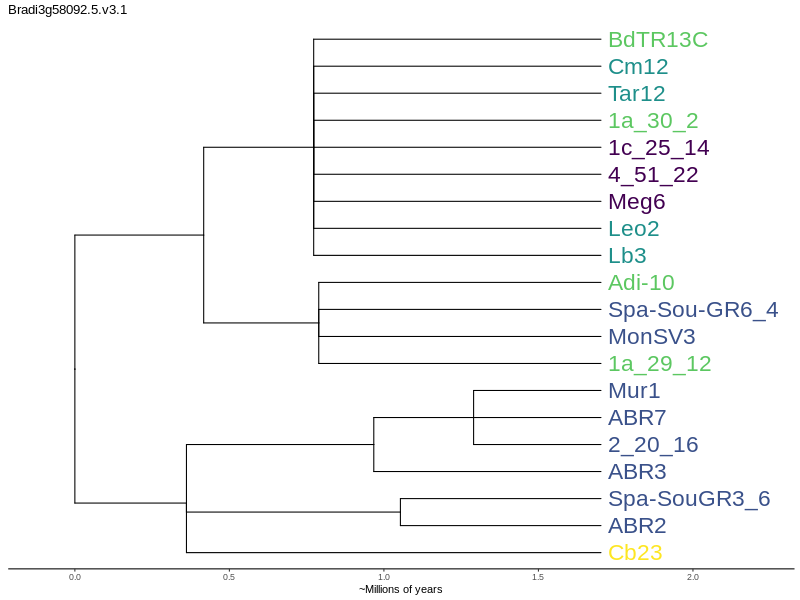 Bradi3g58092.5.v3.1
BdTR13C
Cm12
Tar12
1a_30_2
1c_25_14
4_51_22
Meg6
Leo2
Lb3
Adi-10
Spa-Sou-GR6_4
MonSV3
1a_29_12
Mur1
ABR7
2_20_16
ABR3
Spa-SouGR3_6
ABR2
Cb23
0.0 0.5 1.0 1.5 2.0
~Millions of years